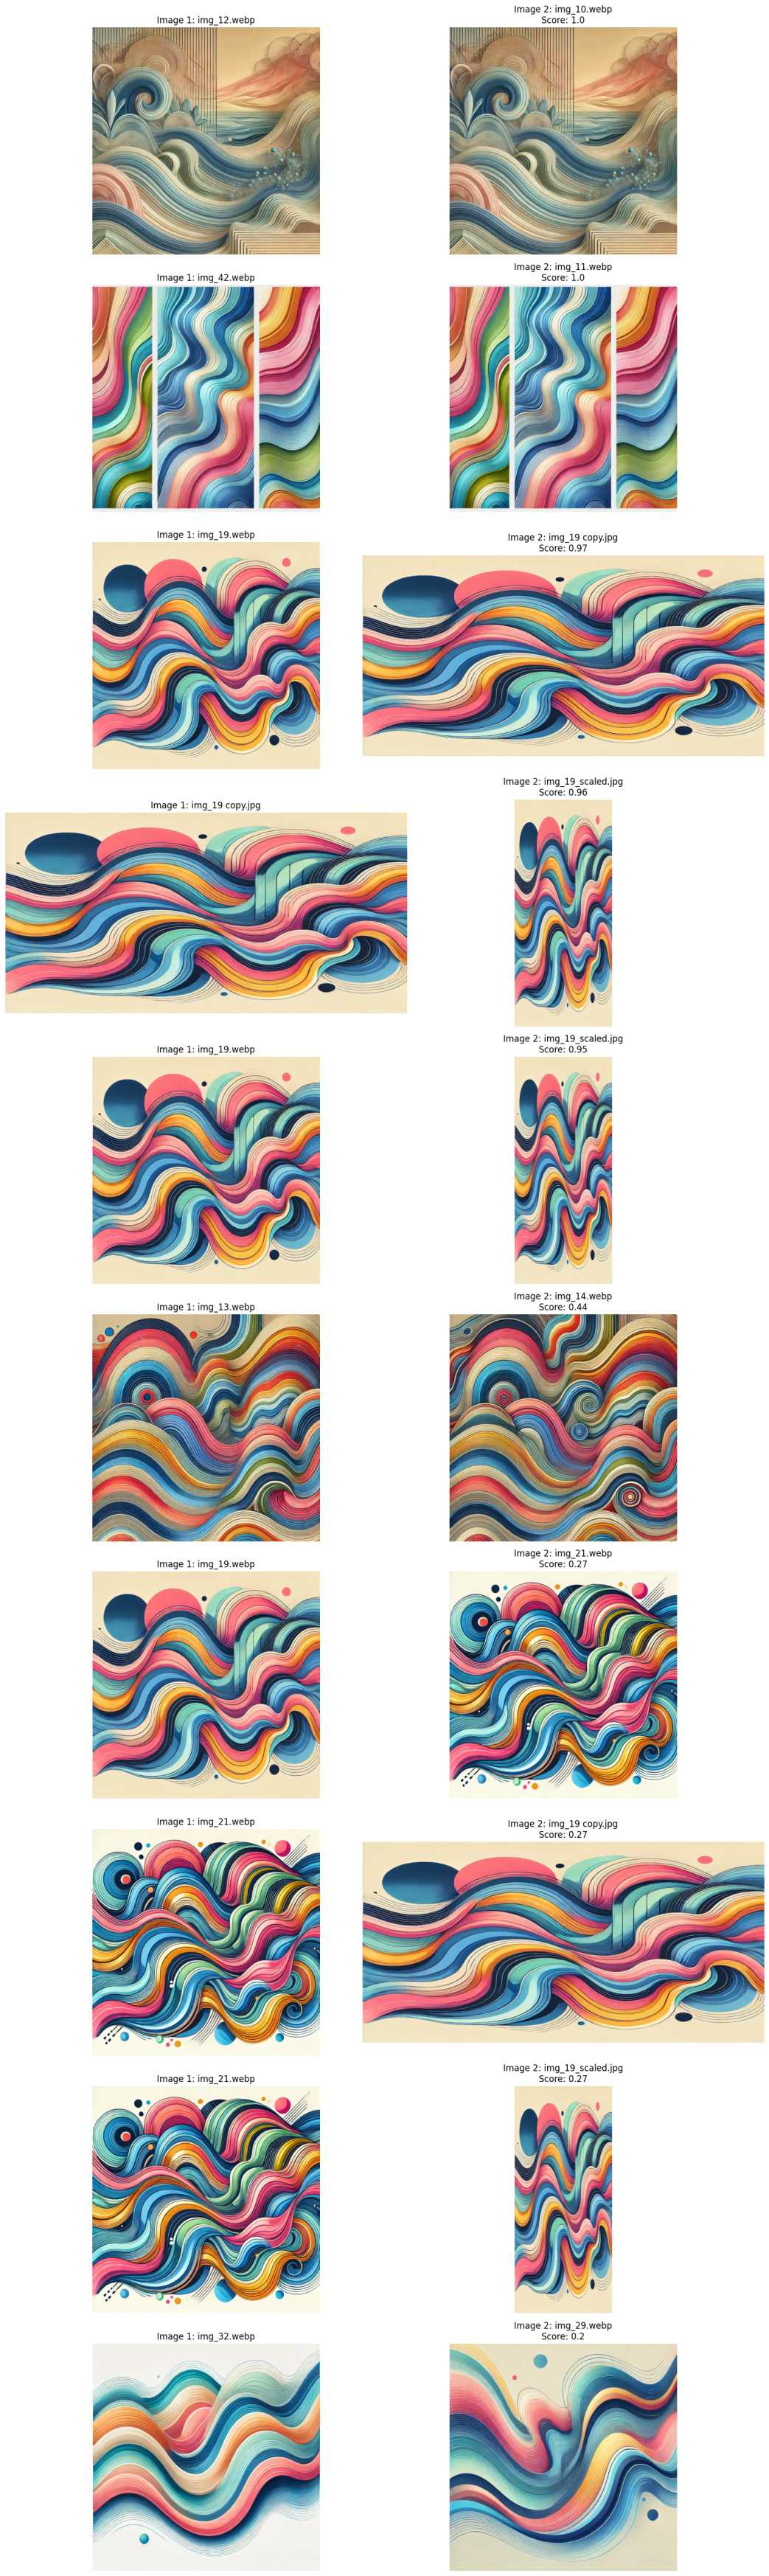 Image 1: img_12.webp
Image 2: img_10.webp
Score: 1.0
Image 1: img_42.webp
Image 2: img_11.webp
Score: 1.0
Image 1: img_19.webp
Image 2: img_19 copy.jpg
Score: 0.97
Image 1: img_19 copy.jpg
Image 2: img_19_scaled.jpg
Score: 0.96
Image 1: img_19.webp
Image 2: img_19_scaled.jpg
Score: 0.95
Image 1: img_13.webp
Image 2: img_14.webp
Score: 0.44
Image 1: img_19.webp
Image 2: img_21.webp
Score: 0.27
Image 1: img_21.webp
Image 2: img_19 copy.jpg
Score: 0.27
Image 1: img_21.webp
Image 2: img_19_scaled.jpg
Score: 0.27
Image 1: img_32.webp
Image 2: img_29.webp
Score: 0.2